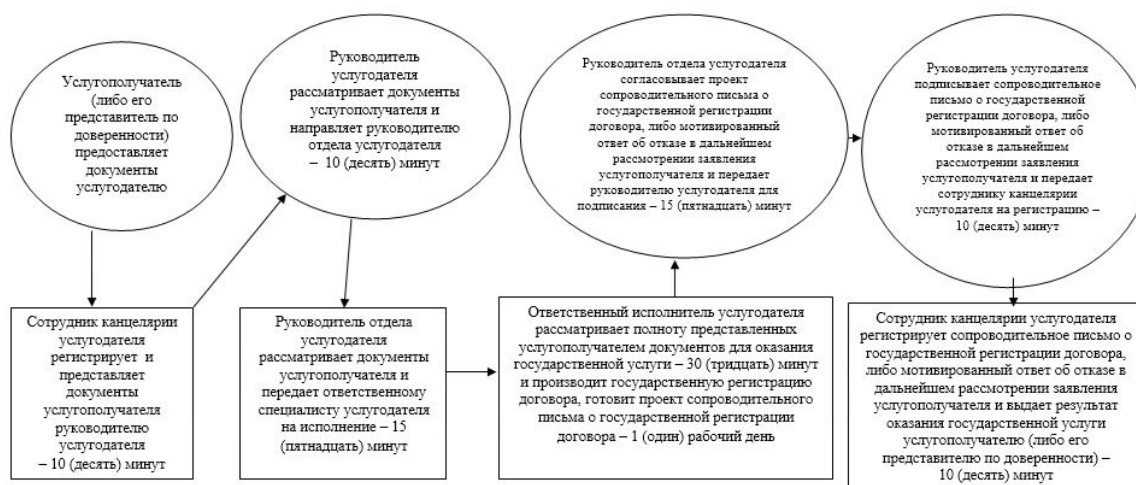 Услугополучатель
(либо его
представитель по
доверенности)
предоставляет
документы
услугодателю
Сотрудник канцелярии
услугодателя
регистрирует и
представляет
документы
услугополучателя
руководителю
услугодателя
– 10 (десять) минут
Руководитель
услугодателя
рассматривает документы
услугополучателя и
направляет руководителю
отдела услугодателя
– 10 (десять) минут
Руководитель отдела
услугодателя
рассматривает документы
услугополучателя и
передает ответственному
специалисту услугодателя
на исполнение – 15
(пятнадцать) минут
Ответственный исполнитель услугодателя
рассматривает полноту представленных
услугополучателем документов для оказания
государственной услуги – 30 (тридцать) минут
и производит государственную регистрацию
договора, готовит проект сопроводительного
письма о государственной регистрации
договора – 1 (один) рабочий день
Руководитель отдела услугодателя
согласовывает проект
сопроводительного письма о
государственной регистрации
договора, либо мотивированный
ответ об отказе в дальнейшем
рассмотрении заявления
услугополучателя и передает
руководителю услугодателя для
подписания – 15 (пятнадцать) минут
Руководитель услугодателя
подписывает сопроводительное
письмо о государственной
регистрации договора, либо
мотивированный ответ об
отказе в дальнейшем
рассмотрении заявления
услугополучателя и передает
сотруднику канцелярии
услугодателя на регистрацию –
10 (десять) минут
Сотрудник канцелярии услугодателя
регистрирует сопроводительное письмо о
государственной регистрации договора,
либо мотивированный ответ об отказе в
дальнейшем рассмотрении заявления
услугополучателя и выдает результат
оказания государственной услуги
услугополучателю (либо его
представителю по доверенности) –
10 (десять) минут